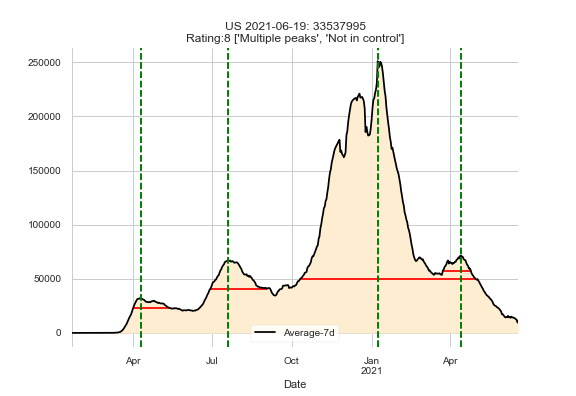 US 2021-06-19: 33537995
Rating:8 ['Multiple peaks', 'Not in control']
250000
200000
150000
100000
50000
0
Average-7d
Apr
Jul
Oct
Jan
2021
Apr
Date